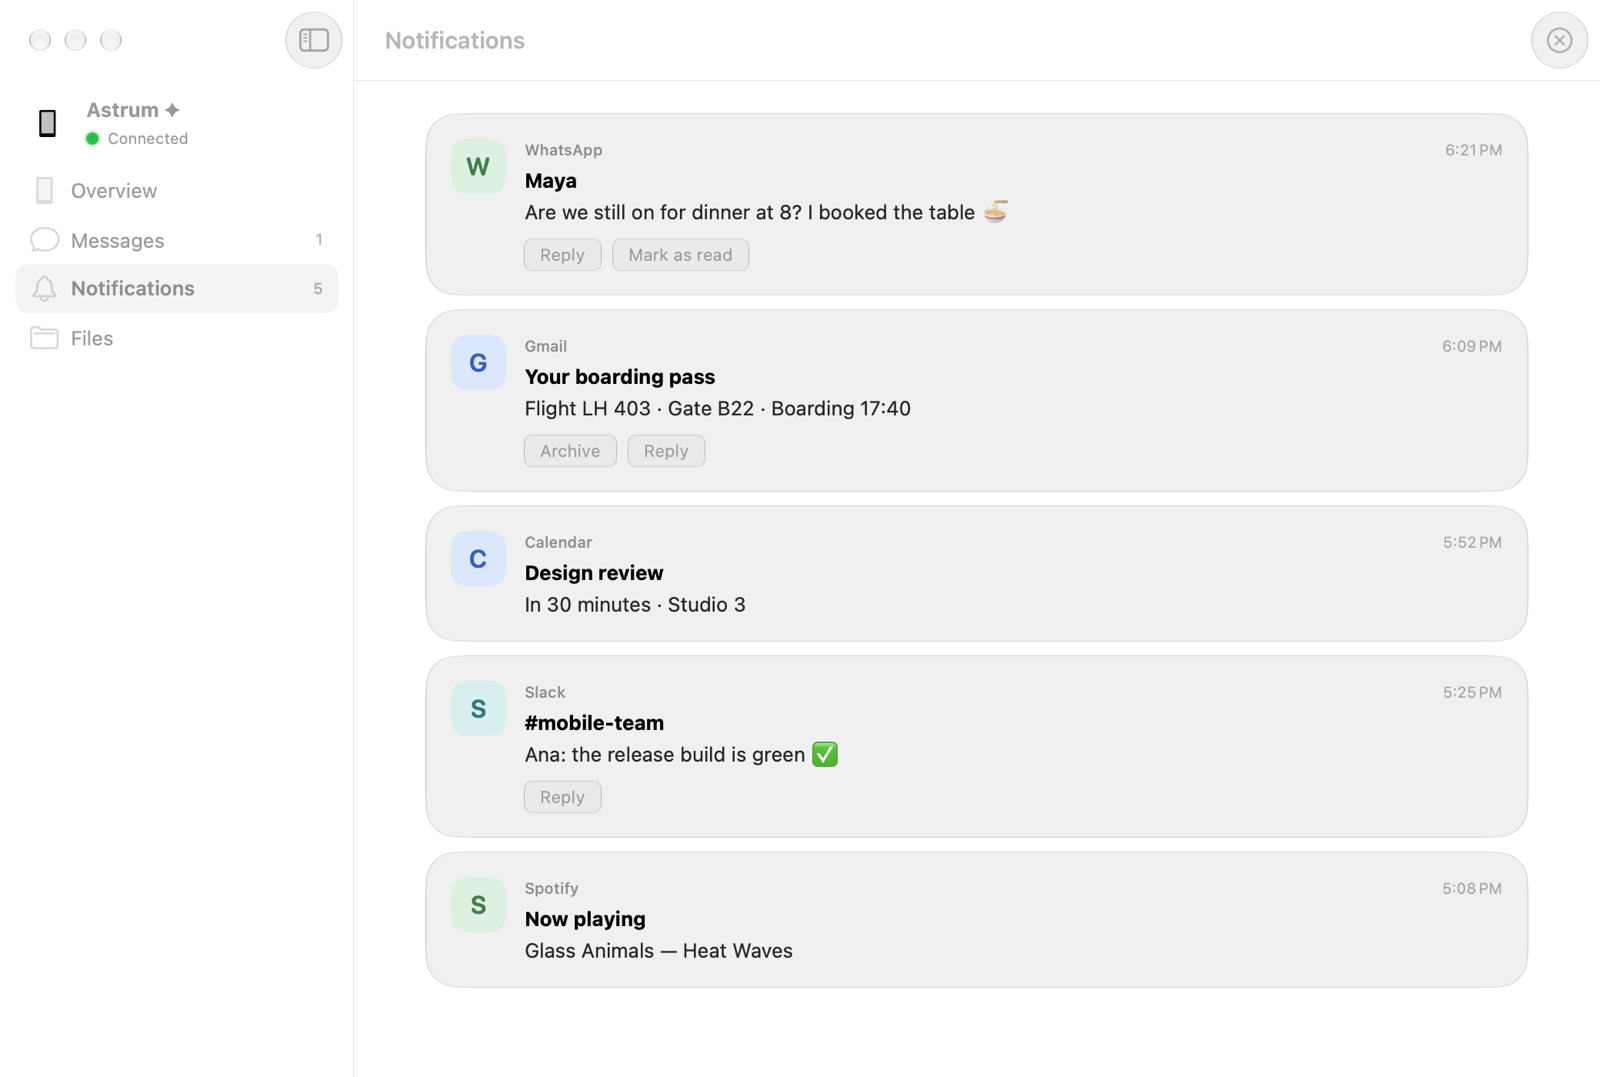 Notifications
Astrum ✦
Connected
Overview
Messages 1
Notifications 5
Files
W
WhatsApp 6:21 PM
Maya
Are we still on for dinner at 8? I booked the table 🍜
Reply Mark as read
G
Gmail 6:09 PM
Your boarding pass
Flight LH 403 · Gate B22 · Boarding 17:40
Archive Reply
C
Calendar 5:52 PM
Design review
In 30 minutes · Studio 3
S
Slack 5:25 PM
#mobile-team
Ana: the release build is green ✅
Reply
S
Spotify 5:08 PM
Now playing
Glass Animals — Heat Waves